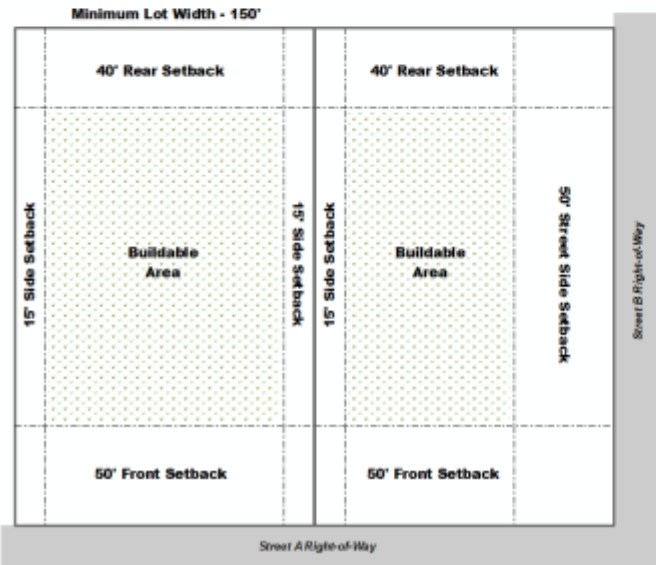 Minimum Lot Width - 150'
40' Rear Setback
40' Rear Setback
15' Side Setback
Buildable
Area
15' Side Setback
15' Side Setback
Buildable
Area
50' Street Side Setback
Street B Right-of-Way
50' Front Setback
50' Front Setback
Street A Right-of-Way